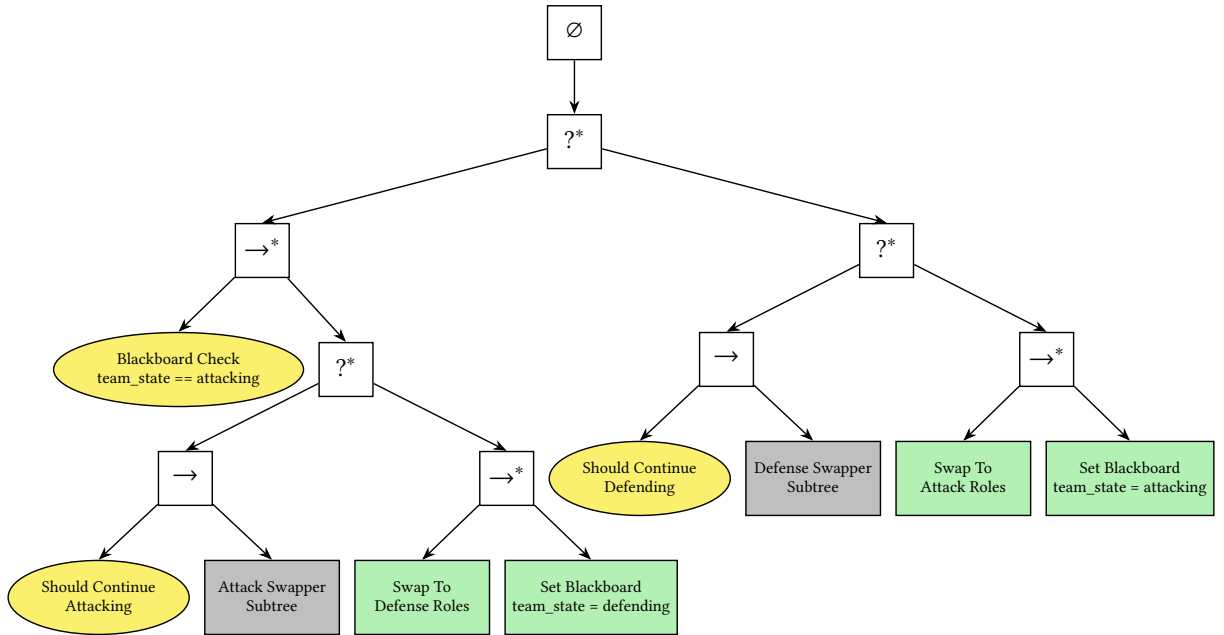 ∅
?*
→*
?*
Blackboard Check
team_state == attacking
?*
→
→*
→
→*
Should Continue
Defending
Defense Swapper
Subtree
Swap To
Attack Roles
Set Blackboard
team_state = attacking
Should Continue
Attacking
Attack Swapper
Subtree
Swap To
Defense Roles
Set Blackboard
team_state = defending